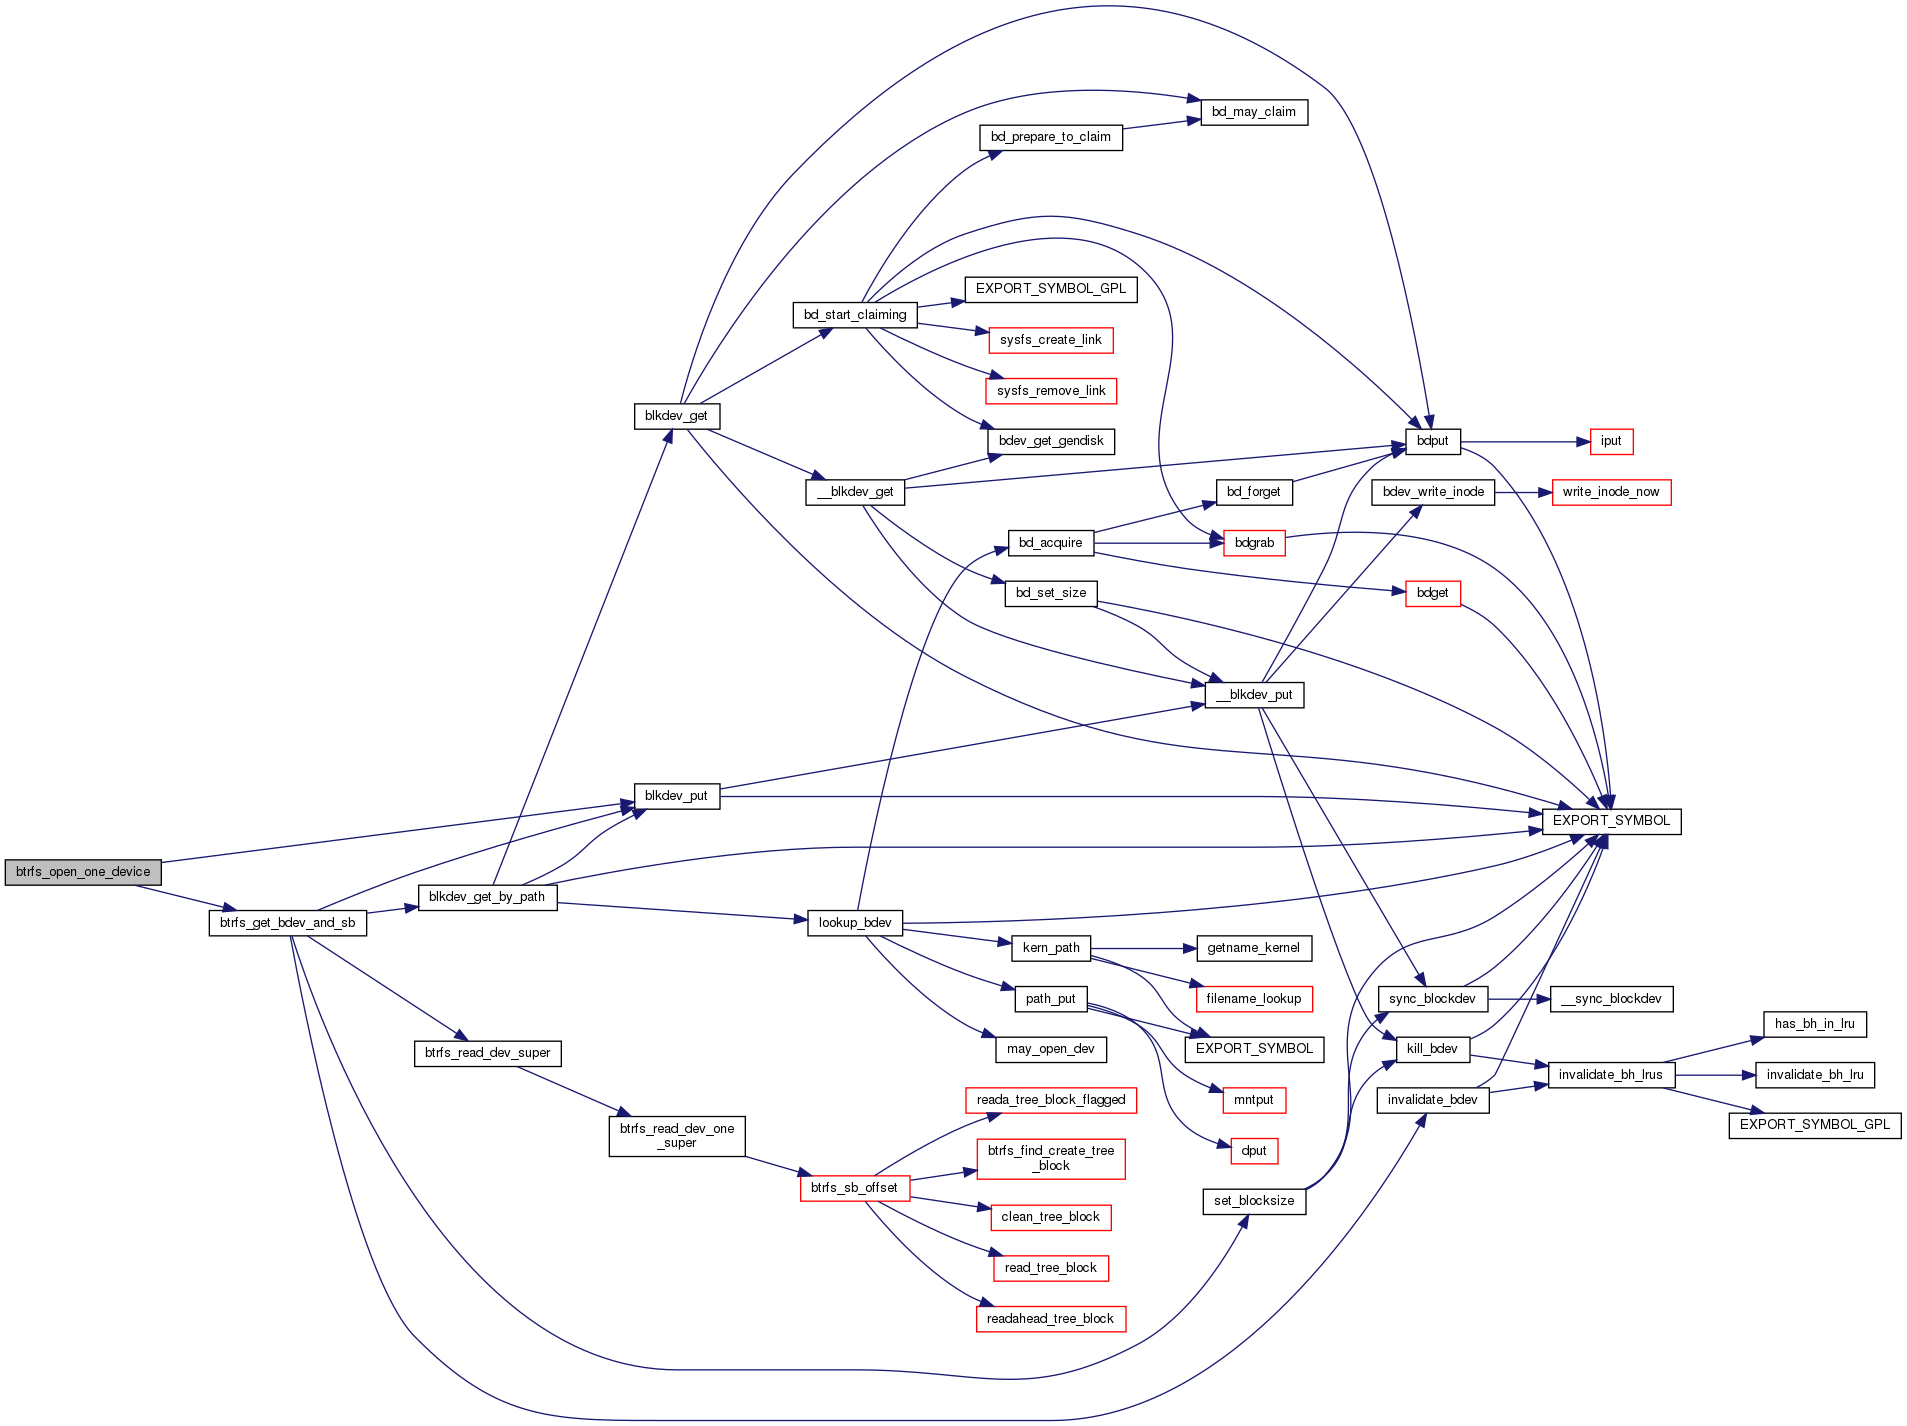 bd_may_claim
bd_prepare_to_claim
EXPORT_SYMBOL_GPL
bd_start_claiming
sysfs_create_link
sysfs_remove_link
blkdev_get
bdev_get_gendisk
bdput
iput
__blkdev_get
bd_forget
bdev_write_inode
write_inode_now
bd_acquire
bdgrab
bd_set_size
bdget
__blkdev_put
blkdev_put
EXPORT_SYMBOL
btrfs_open_one_device
blkdev_get_by_path
btrfs_get_bdev_and_sb
lookup_bdev
kern_path
getname_kernel
path_put
filename_lookup
sync_blockdev
__sync_blockdev
has_bh_in_lru
btrfs_read_dev_super
may_open_dev
EXPORT_SYMBOL
kill_bdev
invalidate_bh_lrus
invalidate_bh_lru
reada_tree_block_flagged
mntput
invalidate_bdev
EXPORT_SYMBOL_GPL
btrfs_read_dev_one
_super
btrfs_find_create_tree
_block
dput
btrfs_sb_offset
set_blocksize
clean_tree_block
read_tree_block
readahead_tree_block